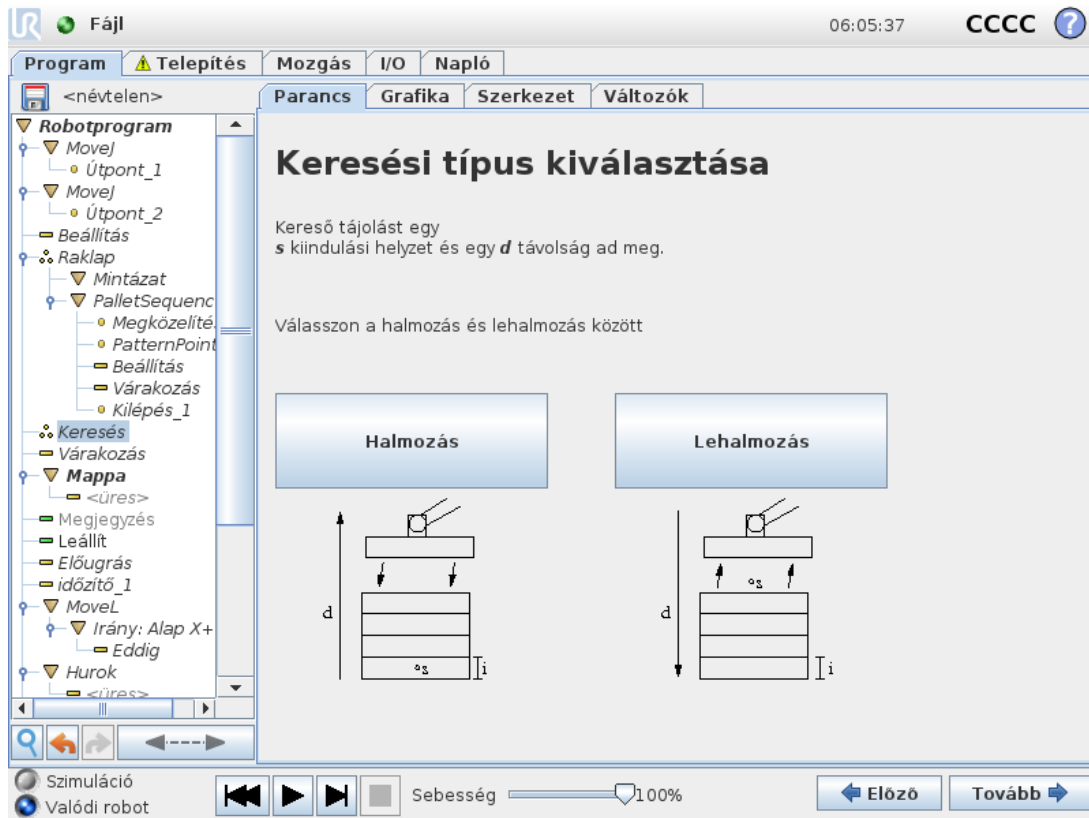 UR Fájl 06:05:37 CCCC ?
Program Telepítés Mozgás I/O Napló
<névtelen>
Parancs Grafika Szerkezet Változók
Robotprogram
MoveJ
Útpont_1
MoveJ
Útpont_2
Beállítás
Raklap
Mintázat
PalletSequenc
Megközelítés
PatternPoint
Beállítás
Várakozás
Kilépés_1
Keresés
Várakozás
Mappa
<üres>
Megjegyzés
Leállít
Előugrás
időzítő_1
MoveL
Irány: Alap X+
Eddig
Hurok
<üres>
Keresési típus kiválasztása
Kereső tájolást egy
s kiindulási helyzet és egy d távolság ad meg.
Válasszon a halmozás és lehalmozás között
Halmozás
Lehalmozás
d
s
i
d
s
i
Szimuláció
Valódi robot
Sebesség 100%
Előző
Tovább